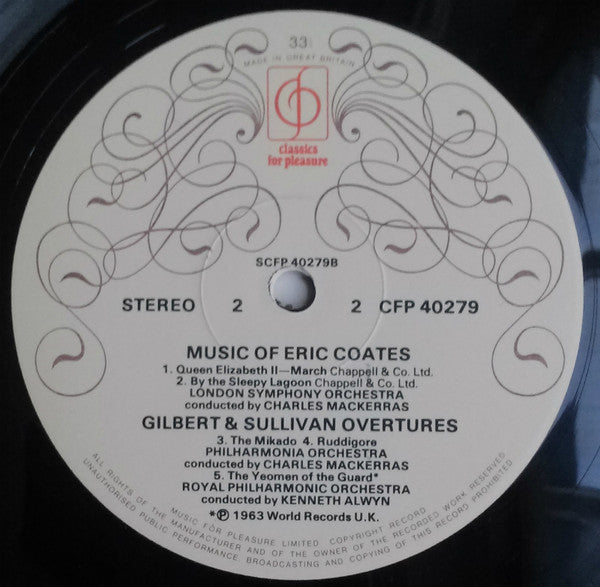 33⅓
MADE IN GREAT BRITAIN
classics
for pleasure
SCFP 40279B
STEREO 2 2 CFP 40279
MUSIC OF ERIC COATES
1. Queen Elizabeth II—March Chappell & Co. Ltd.
2. By the Sleepy Lagoon Chappell & Co. Ltd.
LONDON SYMPHONY ORCHESTRA
conducted by CHARLES MACKERRAS
GILBERT & SULLIVAN OVERTURES
3. The Mikado 4. Ruddigore
PHILHARMONIA ORCHESTRA
conducted by CHARLES MACKERRAS
5. The Yeomen of the Guard*
ROYAL PHILHARMONIC ORCHESTRA
conducted by KENNETH ALWYN
*℗ 1963 World Records U.K.
MUSIC FOR PLEASURE LIMITED COPYRIGHT RECORD
ALL RIGHTS OF THE MANUFACTURER AND OF THE OWNER OF THE RECORDED WORK RESERVED
UNAUTHORISED PUBLIC PERFORMANCE BROADCASTING AND COPYING OF THIS RECORD PROHIBITED